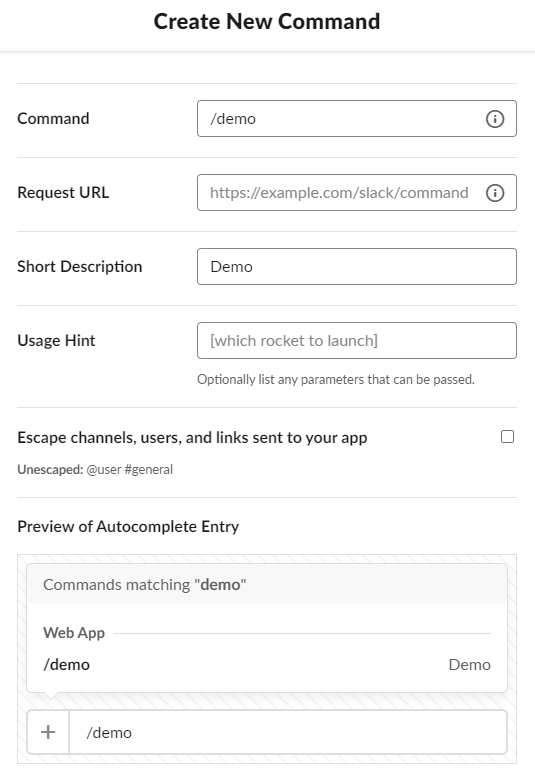 Create New Command
Command
/demo
Request URL
https://example.com/slack/command
Short Description
Demo
Usage Hint
[which rocket to launch]
Optionally list any parameters that can be passed.
Escape channels, users, and links sent to your app
Unescaped: @user #general
Preview of Autocomplete Entry
Commands matching "demo"
Web App
/demo Demo
+ /demo